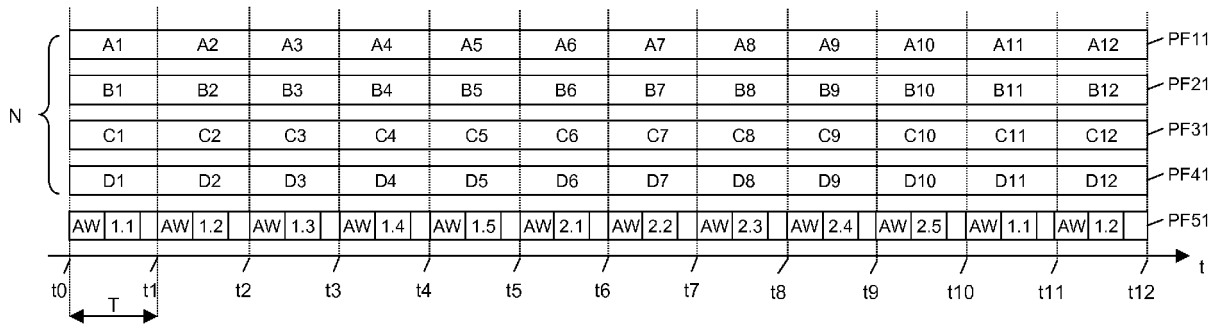 A1 A2 A3 A4 A5 A6 A7 A8 A9 A10 A11 A12 PF11
B1 B2 B3 B4 B5 B6 B7 B8 B9 B10 B11 B12 PF21
N
C1 C2 C3 C4 C5 C6 C7 C8 C9 C10 C11 C12 PF31
D1 D2 D3 D4 D5 D6 D7 D8 D9 D10 D11 D12 PF41
AW 1.1 AW 1.2 AW 1.3 AW 1.4 AW 1.5 AW 2.1 AW 2.2 AW 2.3 AW 2.4 AW 2.5 AW 1.1 AW 1.2 PF51
t
t0 t1 t2 t3 t4 t5 t6 t7 t8 t9 t10 t11 t12
T